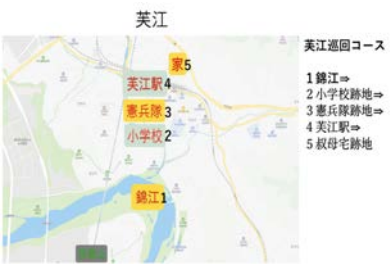 芙江
家5
芙江駅4
憲兵隊3
小学校2
錦江1
芙江巡回コース
1 錦江⇒
2 小学校跡地⇒
3 憲兵隊跡地⇒
4 芙江駅⇒
5 叔母宅跡地